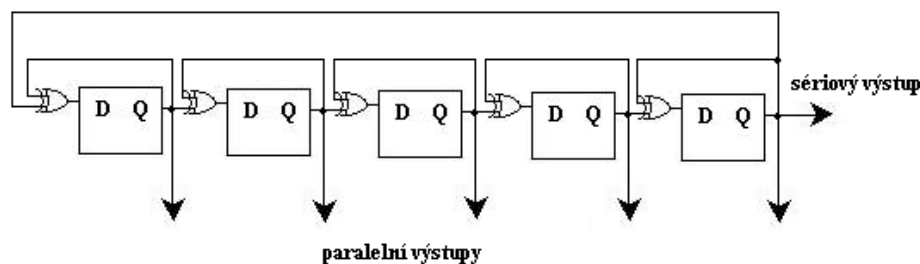 sériový výstup
D Q D Q D Q D Q D Q
paralelní výstupy